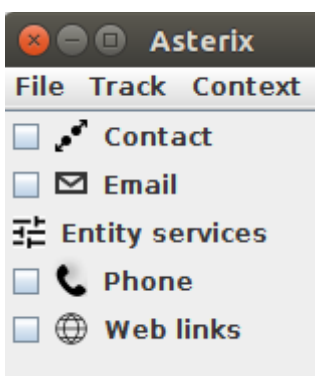 Asterix
File Track Context
Contact
Email
Entity services
Phone
Web links